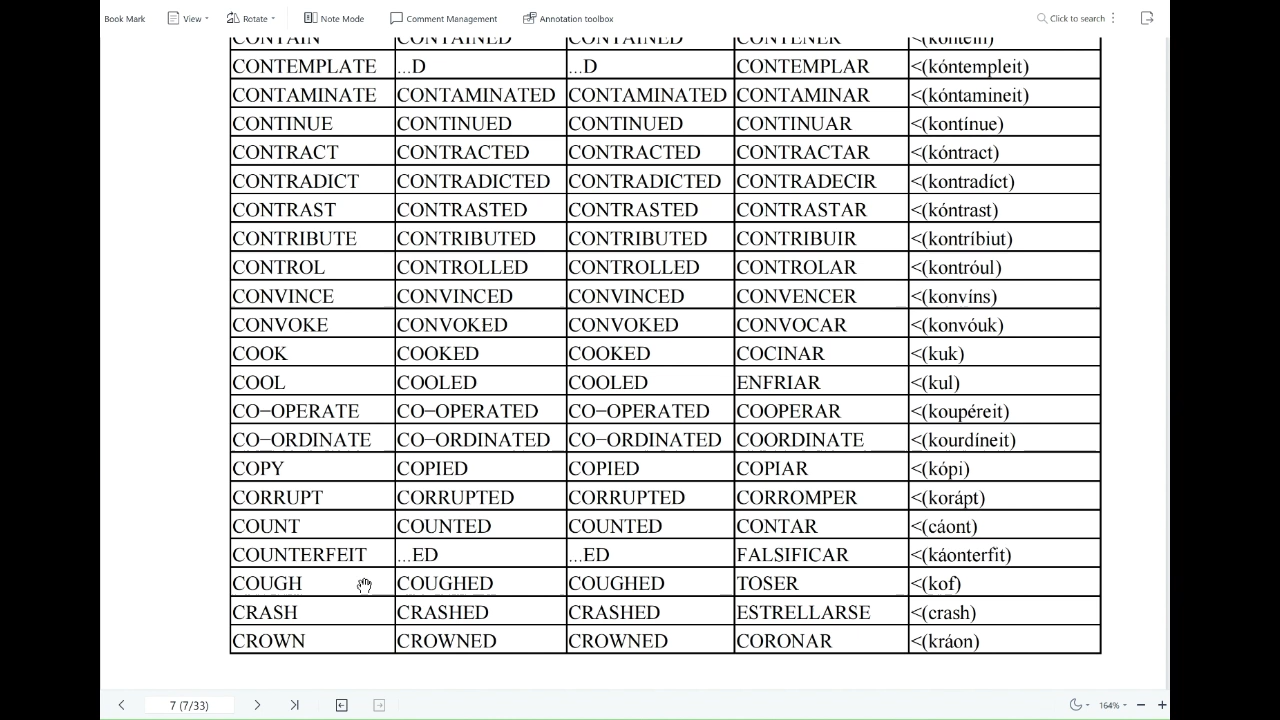 Book Mark View Rotate Note Mode Comment Management Annotation toolbox Click to search
CONTAIN CONTAINED CONTAINED CONTENER <(kontéin)
CONTEMPLATE ...D ...D CONTEMPLAR <(kóntempleit)
CONTAMINATE CONTAMINATED CONTAMINATED CONTAMINAR <(kóntamineit)
CONTINUE CONTINUED CONTINUED CONTINUAR <(kontínue)
CONTRACT CONTRACTED CONTRACTED CONTRACTAR <(kóntract)
CONTRADICT CONTRADICTED CONTRADICTED CONTRADECIR <(kontradíct)
CONTRAST CONTRASTED CONTRASTED CONTRASTAR <(kóntrast)
CONTRIBUTE CONTRIBUTED CONTRIBUTED CONTRIBUIR <(kontríbiut)
CONTROL CONTROLLED CONTROLLED CONTROLAR <(kontróul)
CONVINCE CONVINCED CONVINCED CONVENCER <(konvíns)
CONVOKE CONVOKED CONVOKED CONVOCAR <(konvóuk)
COOK COOKED COOKED COCINAR <(kuk)
COOL COOLED COOLED ENFRIAR <(kul)
CO-OPERATE CO-OPERATED CO-OPERATED COOPERAR <(koupéreit)
CO-ORDINATE CO-ORDINATED CO-ORDINATED COORDINATE <(kourdíneit)
COPY COPIED COPIED COPIAR <(kópi)
CORRUPT CORRUPTED CORRUPTED CORROMPER <(korápt)
COUNT COUNTED COUNTED CONTAR <(cáont)
COUNTERFEIT ...ED ...ED FALSIFICAR <(káonterfit)
COUGH COUGHED COUGHED TOSER <(kof)
CRASH CRASHED CRASHED ESTRELLARSE <(crash)
CROWN CROWNED CROWNED CORONAR <(kráon)
7 (7/33) 164%